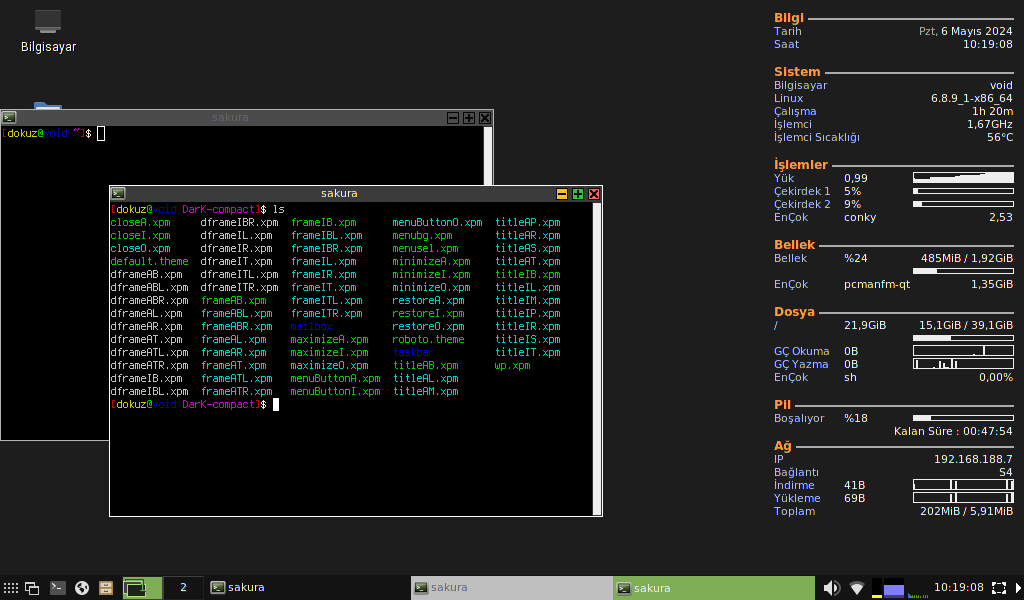 Bilgisayar
sakura
[dokuz@void ~]$
sakura
[dokuz@void DarK-compact]$ ls
closeA.xpm dframeIBR.xpm frameIB.xpm menuButtonO.xpm titleAP.xpm
closeI.xpm dframeIL.xpm frameIBL.xpm menubg.xpm titleAR.xpm
closeO.xpm dframeIR.xpm frameIBR.xpm menusel.xpm titleAS.xpm
default.theme dframeIT.xpm frameIL.xpm minimizeA.xpm titleAT.xpm
dframeAB.xpm dframeITL.xpm frameIR.xpm minimizeI.xpm titleIB.xpm
dframeABL.xpm dframeITR.xpm frameIT.xpm minimizeO.xpm titleIL.xpm
dframeABR.xpm frameAB.xpm frameITL.xpm restoreA.xpm titleIM.xpm
dframeAL.xpm frameABL.xpm frameITR.xpm restoreI.xpm titleIP.xpm
dframeAR.xpm frameABR.xpm mailbox restoreO.xpm titleIR.xpm
dframeAT.xpm frameAL.xpm maximizeA.xpm roboto.theme titleIS.xpm
dframeATL.xpm frameAR.xpm maximizeI.xpm taskbar titleIT.xpm
dframeATR.xpm frameAT.xpm maximizeO.xpm titleAB.xpm wp.xpm
dframeIB.xpm frameATL.xpm menuButtonA.xpm titleAL.xpm
dframeIBL.xpm frameATR.xpm menuButtonI.xpm titleAM.xpm
[dokuz@void DarK-compact]$
Bilgi
Tarih Pzt, 6 Mayıs 2024
Saat 10:19:08
Sistem
Bilgisayar void
Linux 6.8.9_1-x86_64
Çalışma 1h 20m
İşlemci 1,67GHz
İşlemci Sıcaklığı 56°C
İşlemler
Yük 0,99
Çekirdek 1 5%
Çekirdek 2 9%
EnÇok conky 2,53
Bellek
Bellek %24 485MiB / 1,92GiB
EnÇok pcmanfm-qt 1,35GiB
Dosya
/ 21,9GiB 15,1GiB / 39,1GiB
GÇ Okuma 0B
GÇ Yazma 0B
EnÇok sh 0,00%
Pil
Boşalıyor %18
Kalan Süre : 00:47:54
Ağ
IP 192.168.188.7
Bağlantı S4
İndirme 41B
Yükleme 69B
Toplam 202MiB / 5,91MiB
1 2 sakura sakura sakura 10:19:08